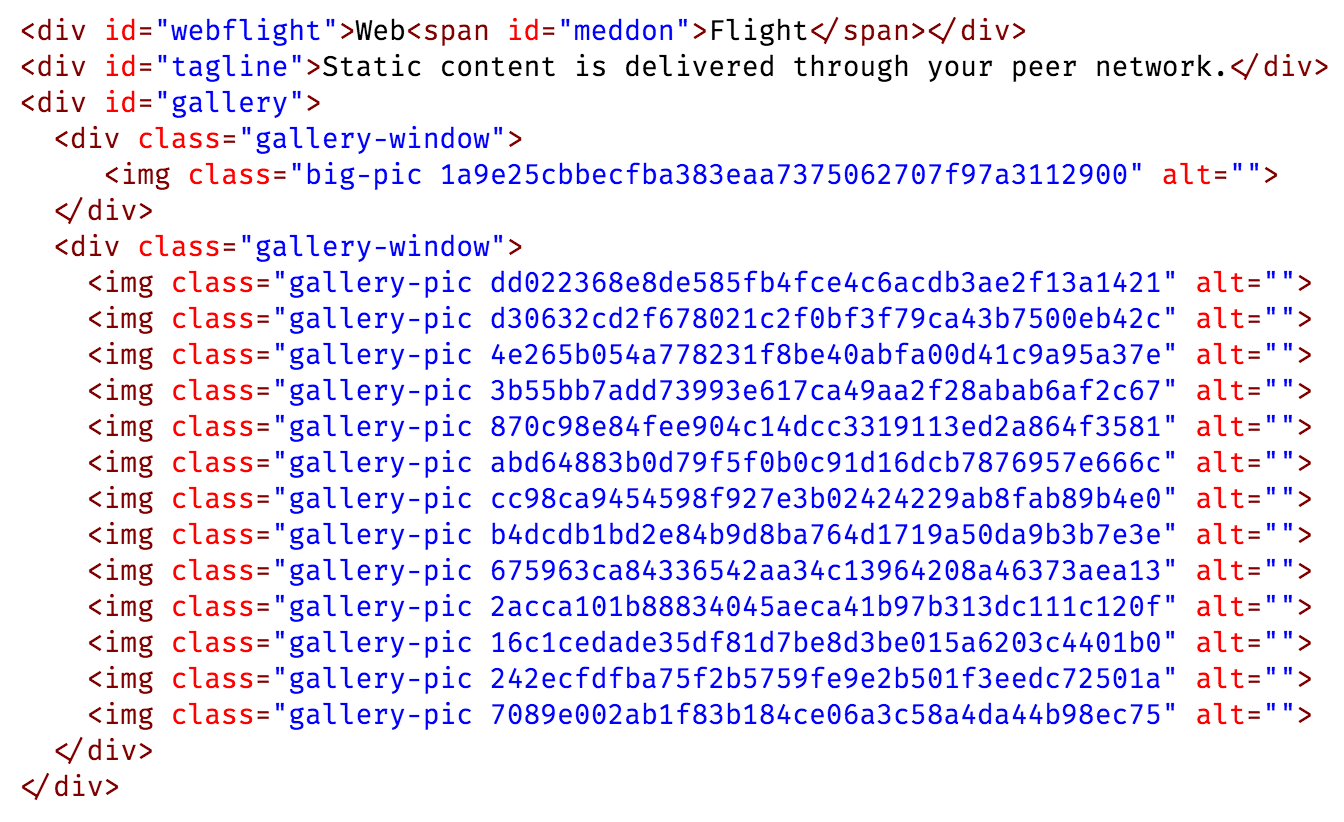 <div id="webflight">Web<span id="meddon">Flight</span></div>
<div id="tagline">Static content is delivered through your peer network.</div>
<div id="gallery">
  <div class="gallery-window">
     <img class="big-pic 1a9e25cbbecfba383eaa7375062707f97a3112900" alt="">
  </div>
  <div class="gallery-window">
    <img class="gallery-pic dd022368e8de585fb4fce4c6acdb3ae2f13a1421" alt="">
    <img class="gallery-pic d30632cd2f678021c2f0bf3f79ca43b7500eb42c" alt="">
    <img class="gallery-pic 4e265b054a778231f8be40abfa00d41c9a95a37e" alt="">
    <img class="gallery-pic 3b55bb7add73993e617ca49aa2f28abab6af2c67" alt="">
    <img class="gallery-pic 870c98e84fee904c14dcc3319113ed2a864f3581" alt="">
    <img class="gallery-pic abd64883b0d79f5f0b0c91d16dcb7876957e666c" alt="">
    <img class="gallery-pic cc98ca9454598f927e3b02424229ab8fab89b4e0" alt="">
    <img class="gallery-pic b4dcdb1bd2e84b9d8ba764d1719a50da9b3b7e3e" alt="">
    <img class="gallery-pic 675963ca84336542aa34c13964208a46373aea13" alt="">
    <img class="gallery-pic 2acca101b88834045aeca41b97b313dc111c120f" alt="">
    <img class="gallery-pic 16c1cedade35df81d7be8d3be015a6203c4401b0" alt="">
    <img class="gallery-pic 242ecfdfba75f2b5759fe9e2b501f3eedc72501a" alt="">
    <img class="gallery-pic 7089e002ab1f83b184ce06a3c58a4da44b98ec75" alt="">
  </div>
</div>